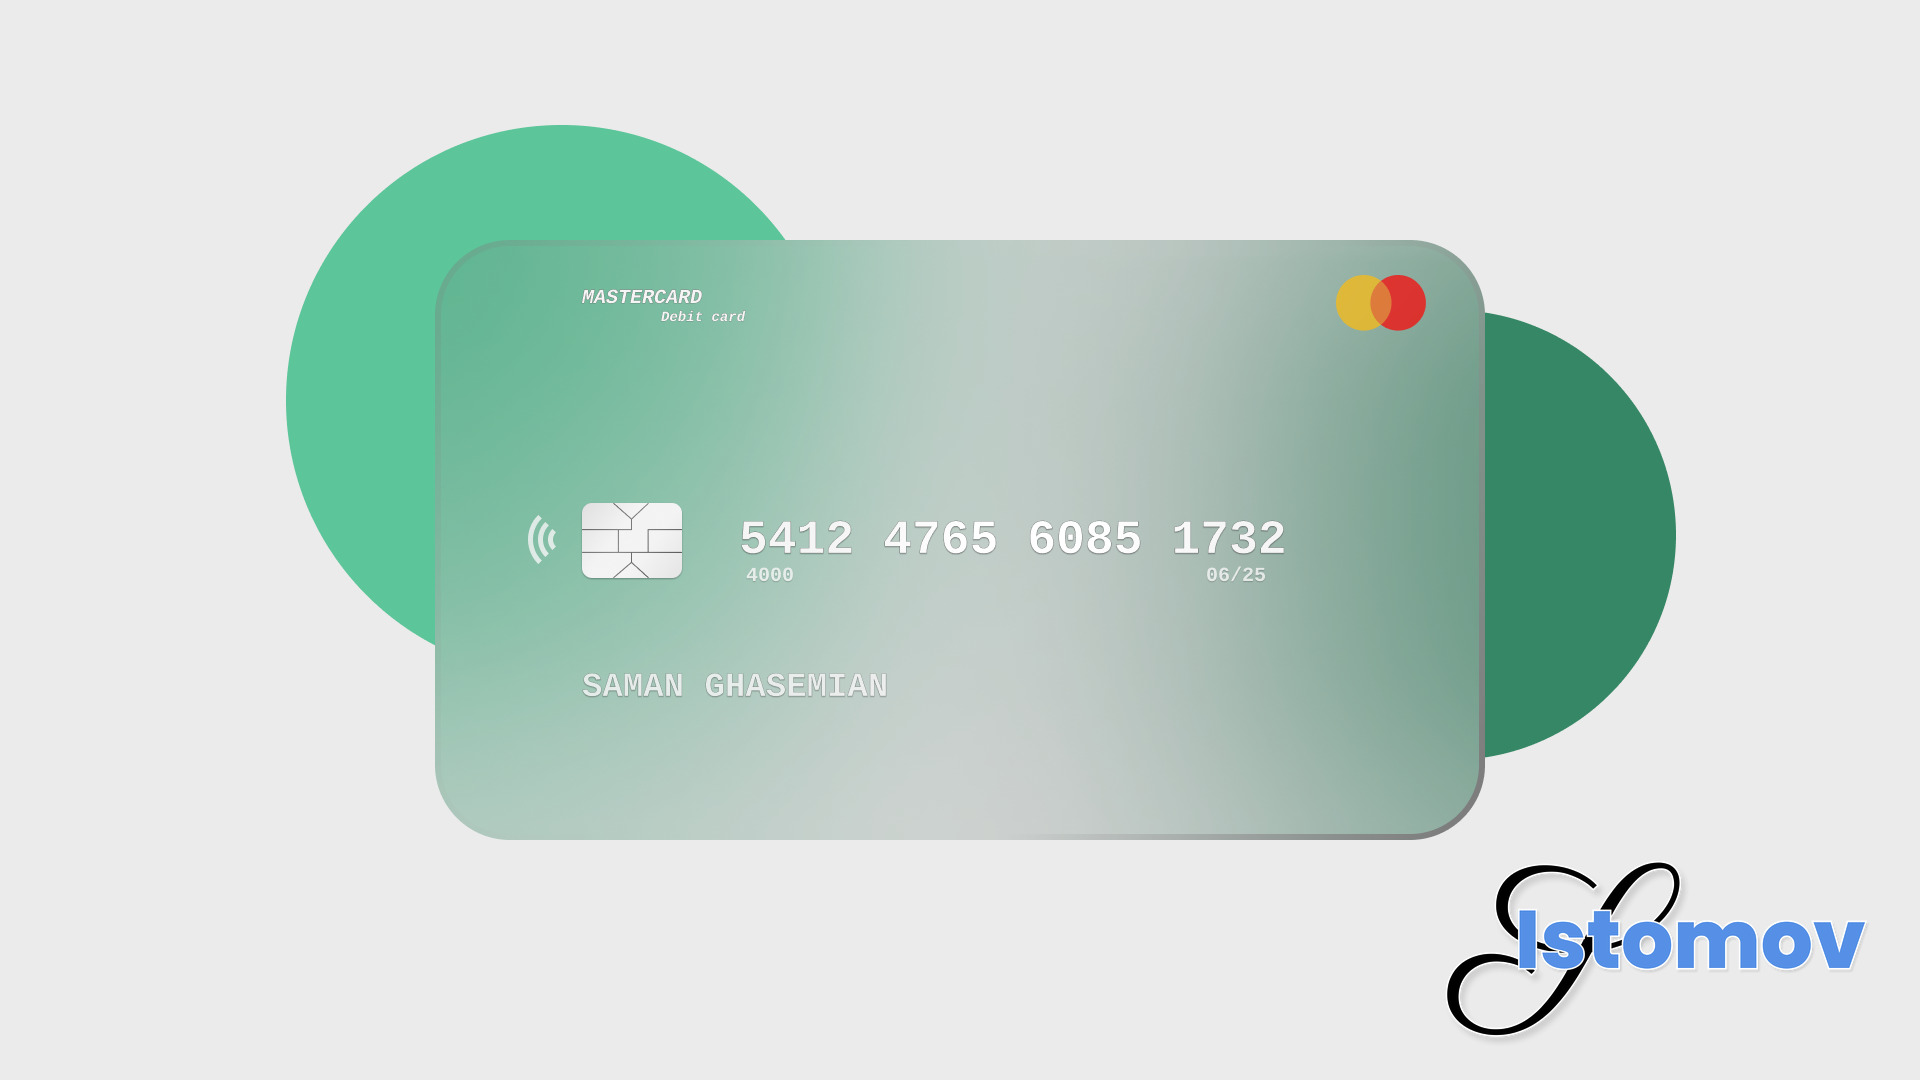 MASTERCARD
Debit card
5412 4765 6085 1732
4000 06/25
SAMAN GHASEMIAN
Istomov